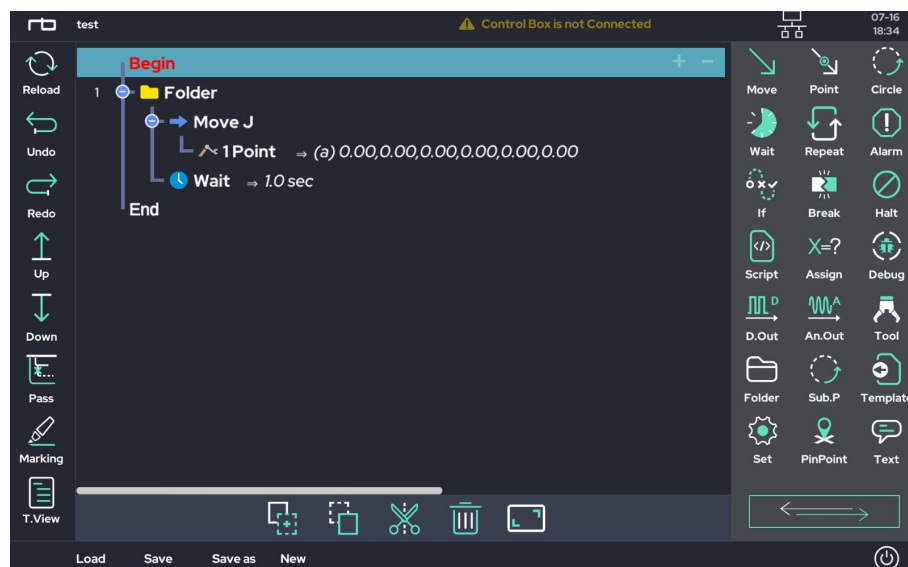 rb test Control Box is not Connected 07-16
18:34
Reload
Undo
Redo
Up
Down
Pass
Marking
T.View
Begin + −
1 Folder
Move J
1 Point ⇒ (a) 0.00,0.00,0.00,0.00,0.00,0.00
Wait ⇒ 1.0 sec
End
Move Point Circle
Wait Repeat Alarm
If Break Halt
</> X=?
Script Assign Debug
D A
D.Out An.Out Tool
Folder Sub.P Templat
Set PinPoint Text
Load Save Save as New